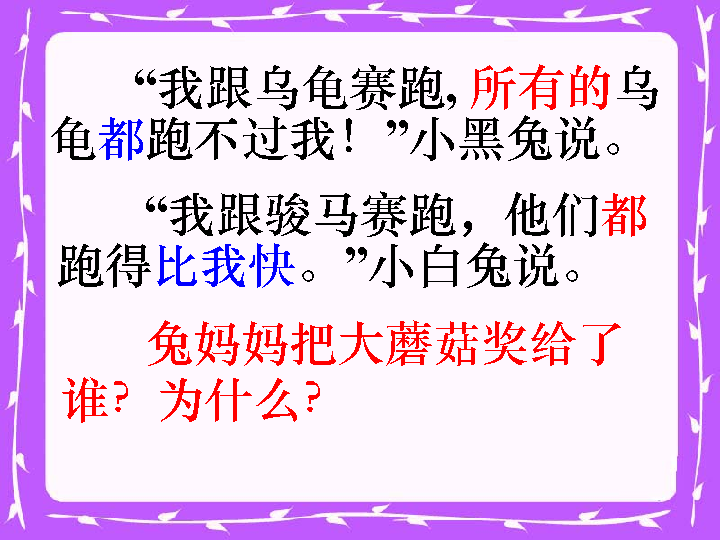 “我跟乌龟赛跑, 所有的乌
龟都跑不过我！”小黑兔说。
“我跟骏马赛跑，他们都
跑得比我快。”小白兔说。
兔妈妈把大蘑菇奖给了
谁？为什么？